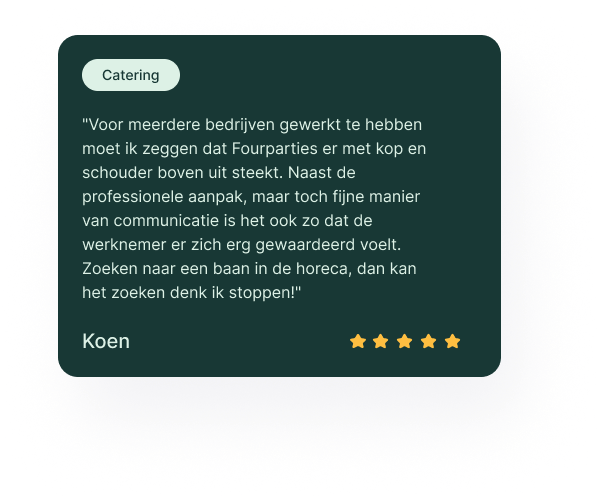 Catering
"Voor meerdere bedrijven gewerkt te hebben
moet ik zeggen dat Fourparties er met kop en
schouder boven uit steekt. Naast de
professionele aanpak, maar toch fijne manier
van communicatie is het ook zo dat de
werknemer er zich erg gewaardeerd voelt.
Zoeken naar een baan in de horeca, dan kan
het zoeken denk ik stoppen!"
Koen